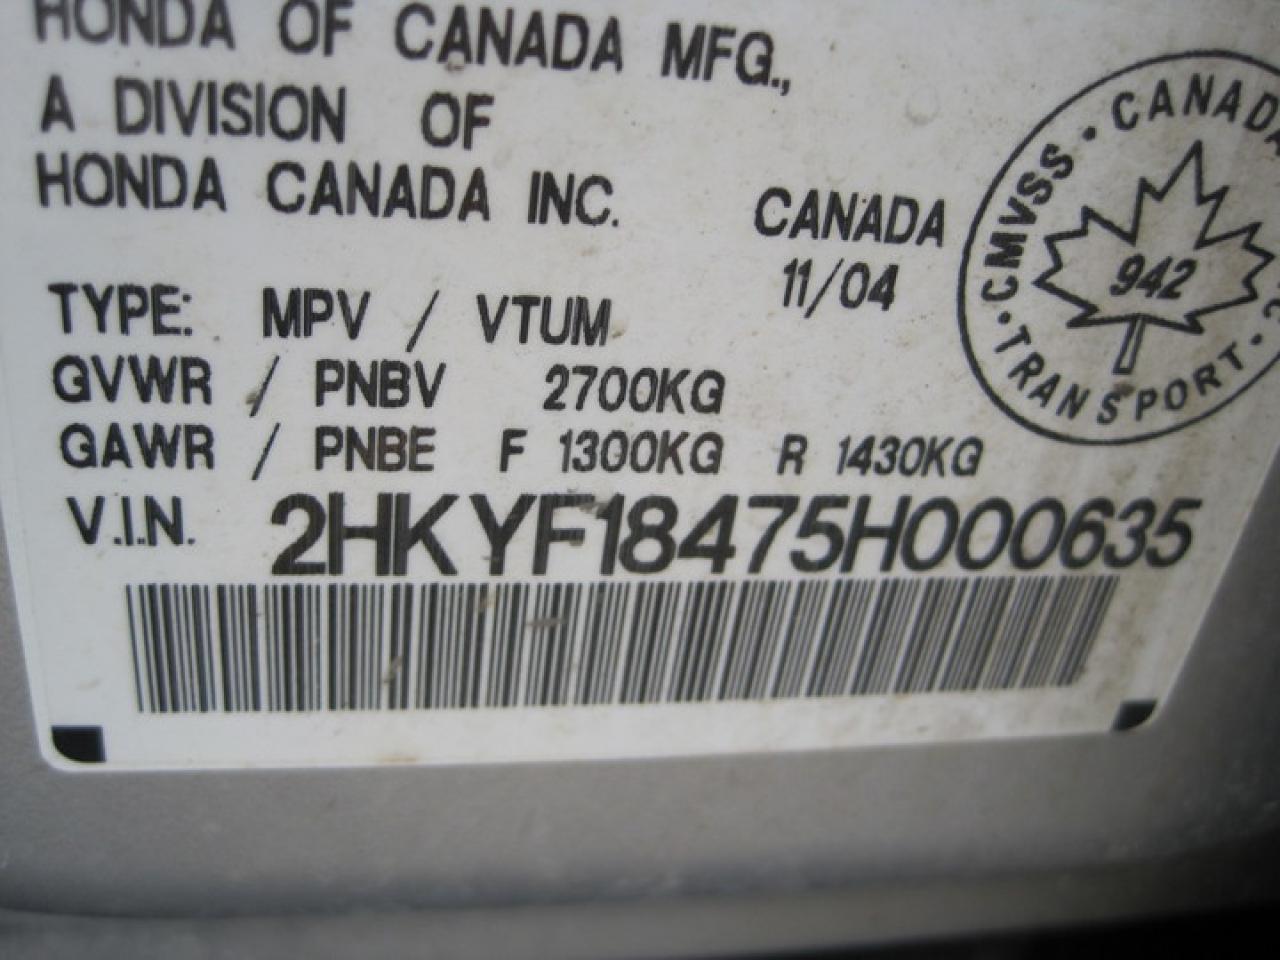 HONDA OF CANADA MFG.,
A DIVISION OF
HONDA CANADA INC.
CANADA
11/04
TYPE: MPV / VTUM
GVWR / PNBV 2700KG
GAWR / PNBE F 1300KG R 1430KG
V.I.N. 2HKYF18475H000635
CANADA
CMVSS
TRANSPORT
942